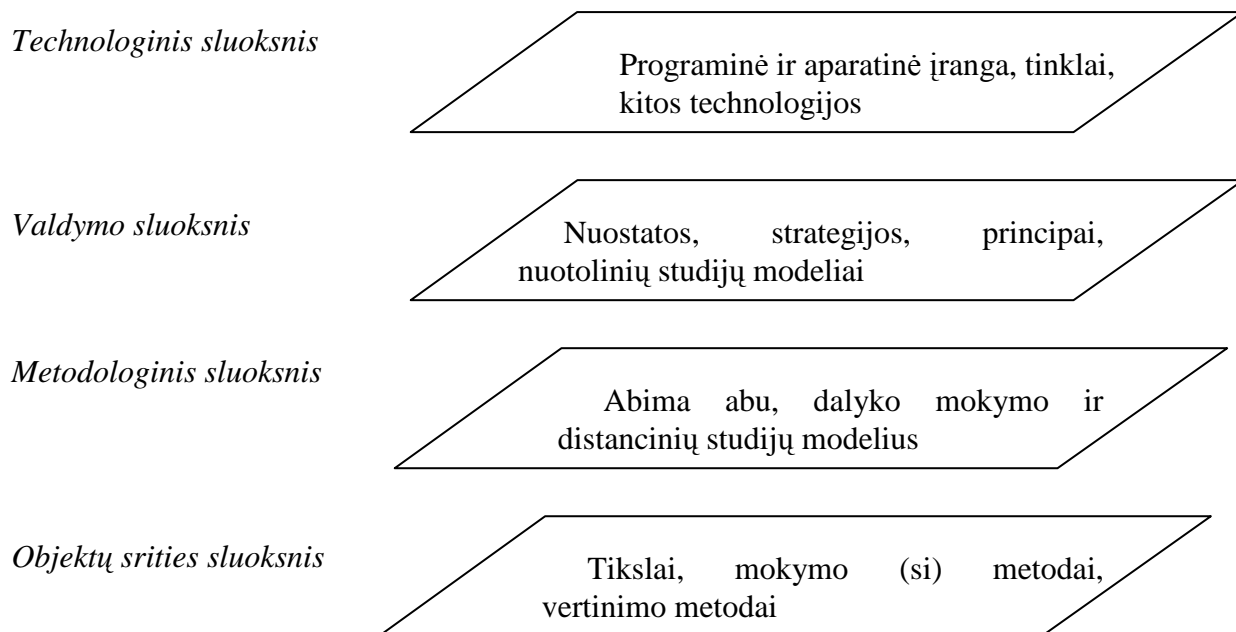 Technologinis sluoksnis
Programinė ir aparatinė įranga, tinklai,
kitos technologijos
Valdymo sluoksnis
Nuostatos, strategijos, principai,
nuotolinių studijų modeliai
Metodologinis sluoksnis
Abima abu, dalyko mokymo ir
distancinių studijų modelius
Objektų srities sluoksnis
Tikslai, mokymo (si) metodai,
vertinimo metodai